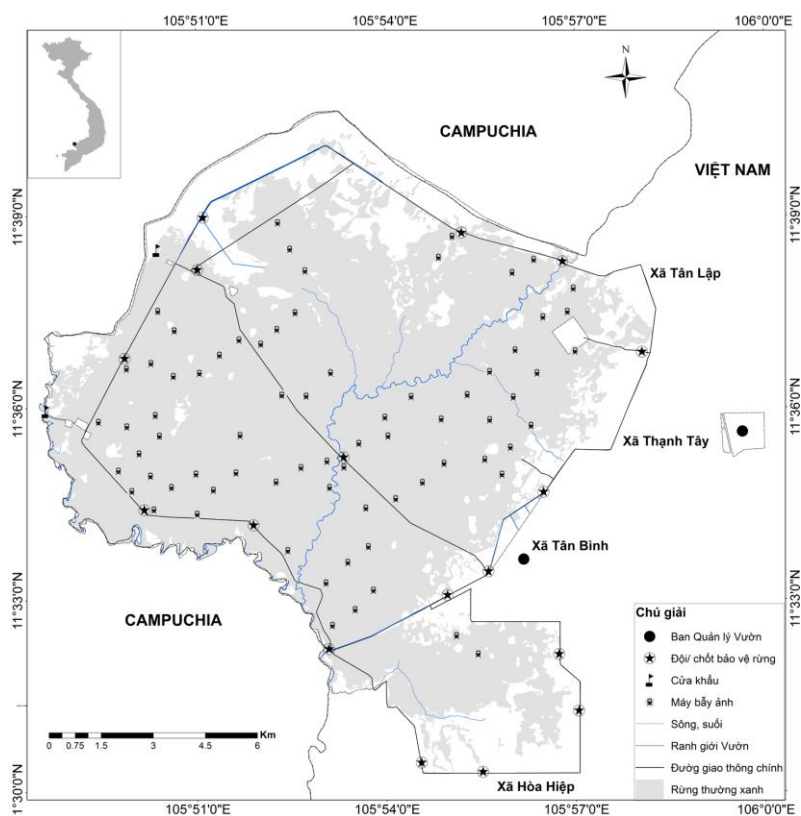 105°51'0"E 105°54'0"E 105°57'0"E 106°0'0"E
N
CAMPUCHIA
VIỆT NAM
11°39'0"N 11°39'0"N
Xã Tân Lập
11°36'0"N 11°36'0"N
Xã Thạnh Tây
Xã Tân Bình
11°33'0"N 11°33'0"N
CAMPUCHIA
Chú giải
Ban Quản lý Vườn
Đội/ chốt bảo vệ rừng
Cửa khẩu
Máy bẫy ảnh
Sông, suối
Ranh giới Vườn
Đườg giao thông chính
Rừng thường xanh
Km
0 0.75 1.5 3 4.5 6
Xã Hòa Hiệp
1°30'0"N 11°30'0"N
105°51'0"E 105°54'0"E 105°57'0"E 106°0'0"E